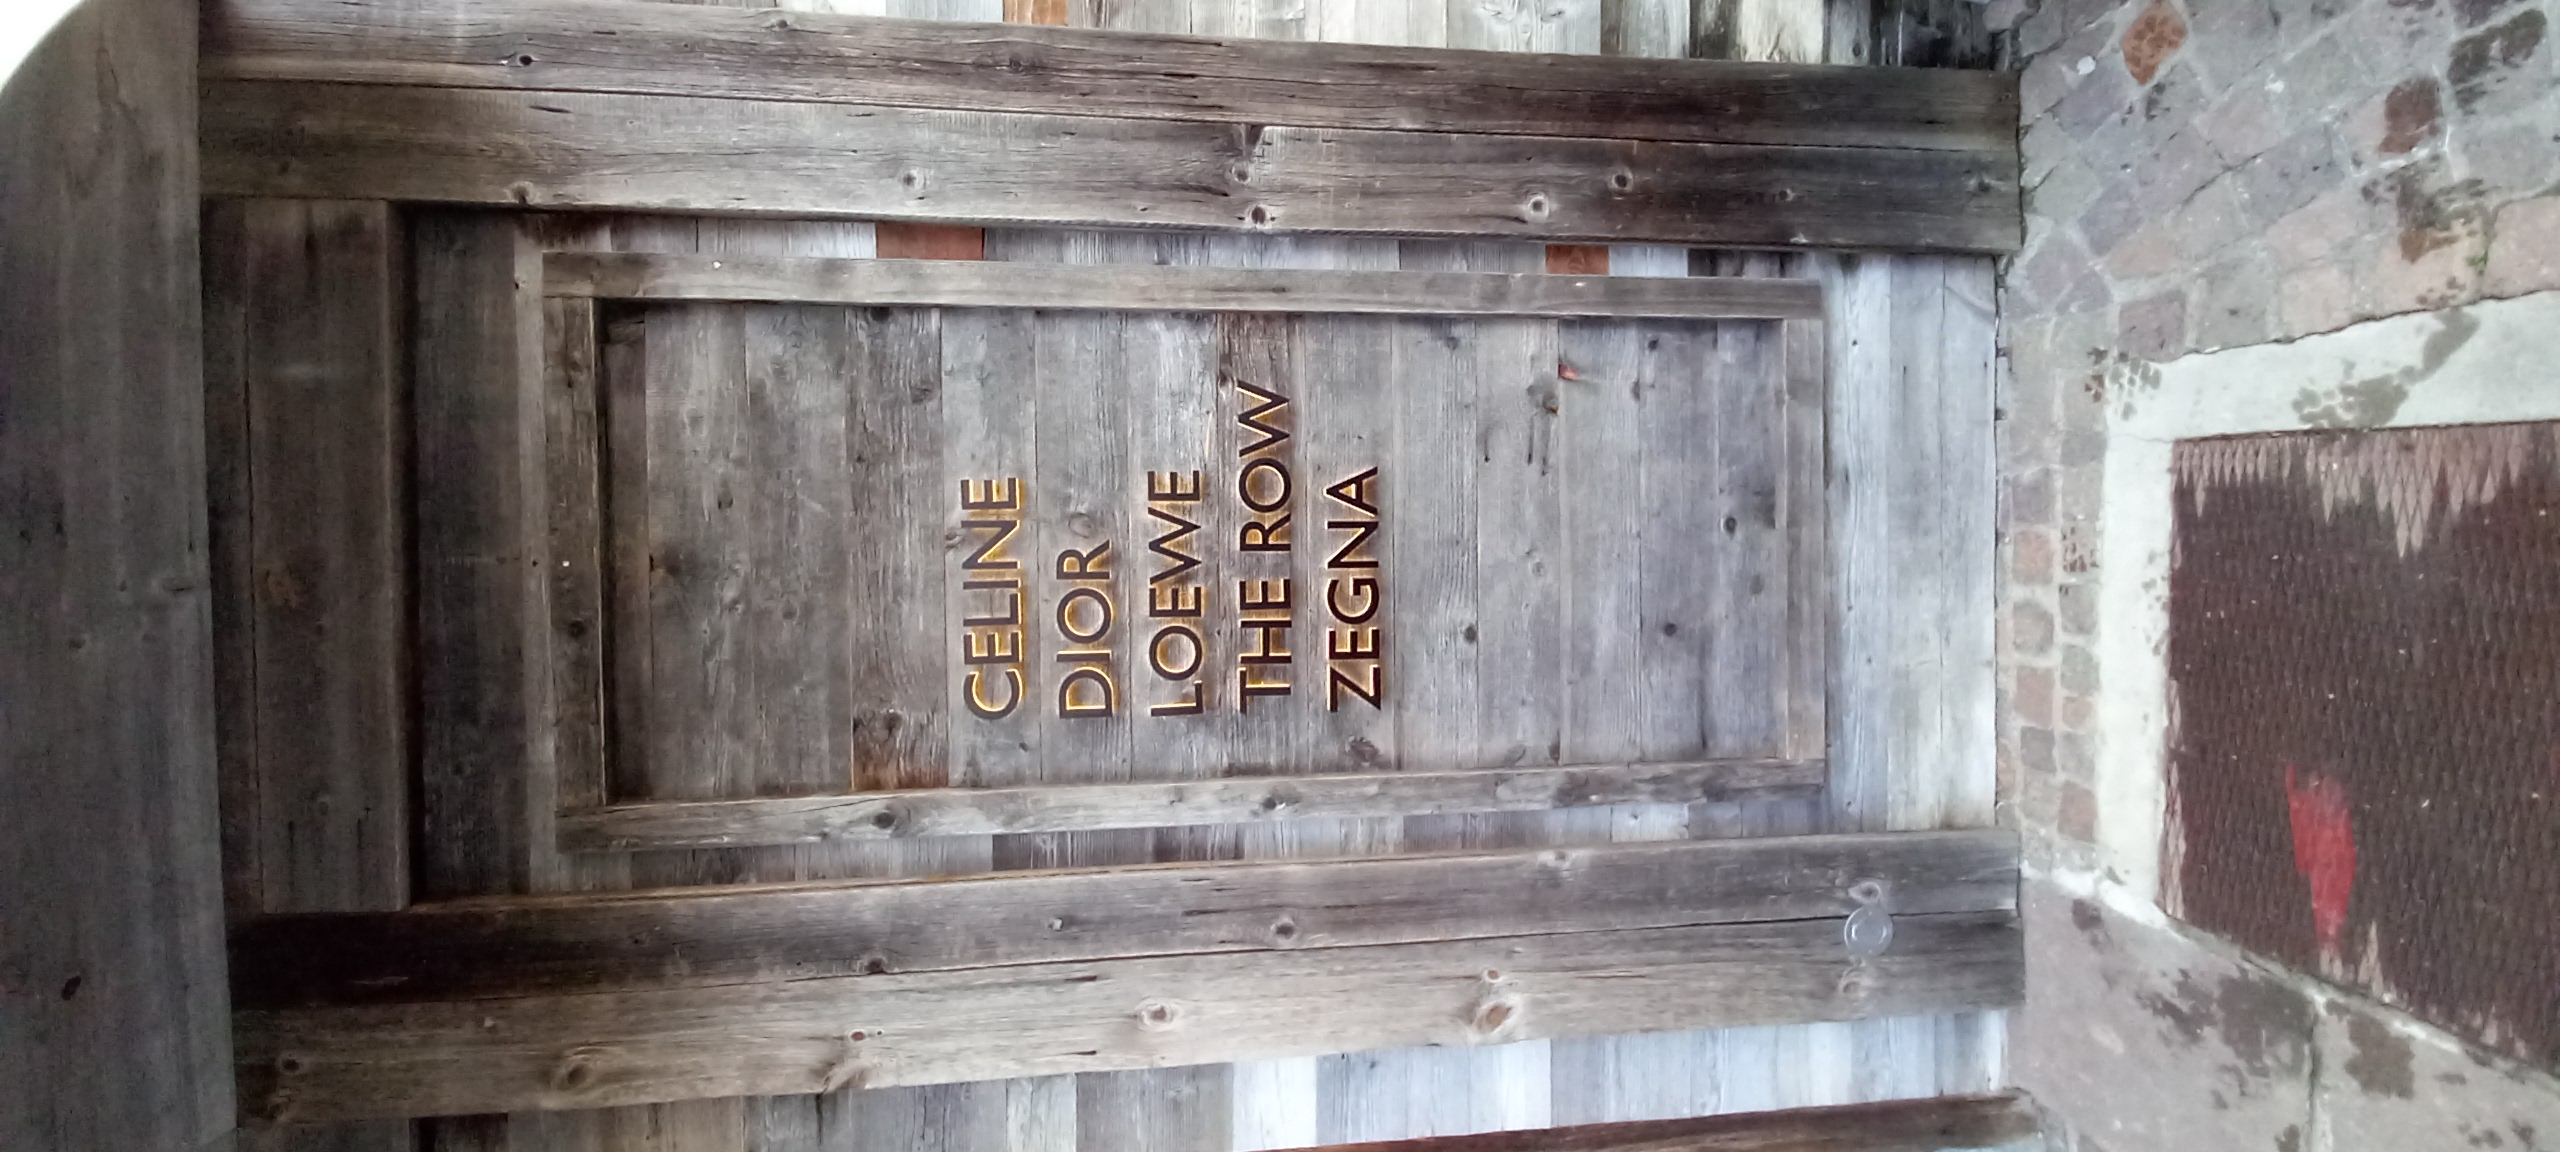 CELINE
DIOR
LOEWE
THE ROW
ZEGNA